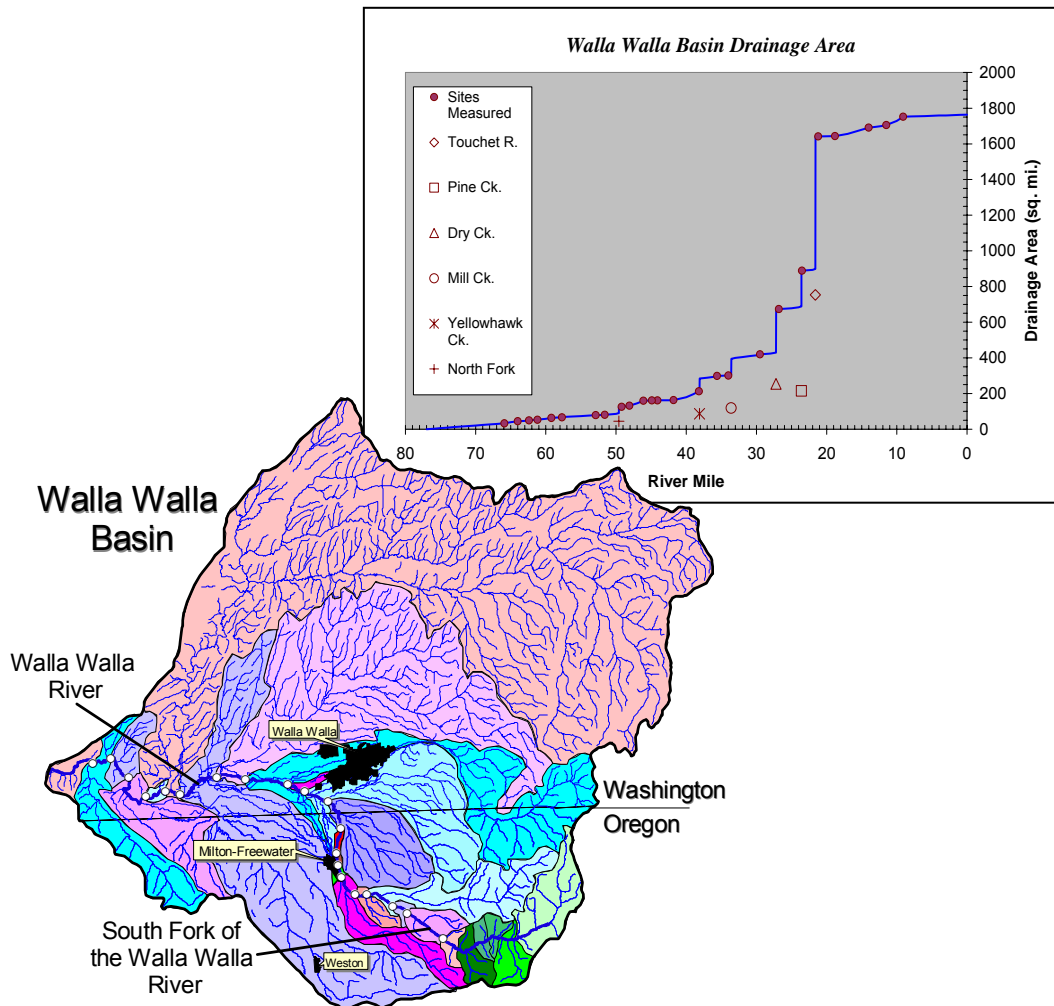 Walla Walla Basin Drainage Area
Sites
Measured
Touchet R.
Pine Ck.
Dry Ck.
Mill Ck.
Yellowhawk
Ck.
North Fork
2000
1800
1600
1400
1200
1000
800
600
400
200
0
Drainage Area (sq. mi.)
80 70 60 50 40 30 20 10 0
River Mile
Walla Walla
Basin
Walla Walla
River
Walla Walla
Washington
Oregon
Milton-Freewater
South Fork of
the Walla Walla
River
Weston